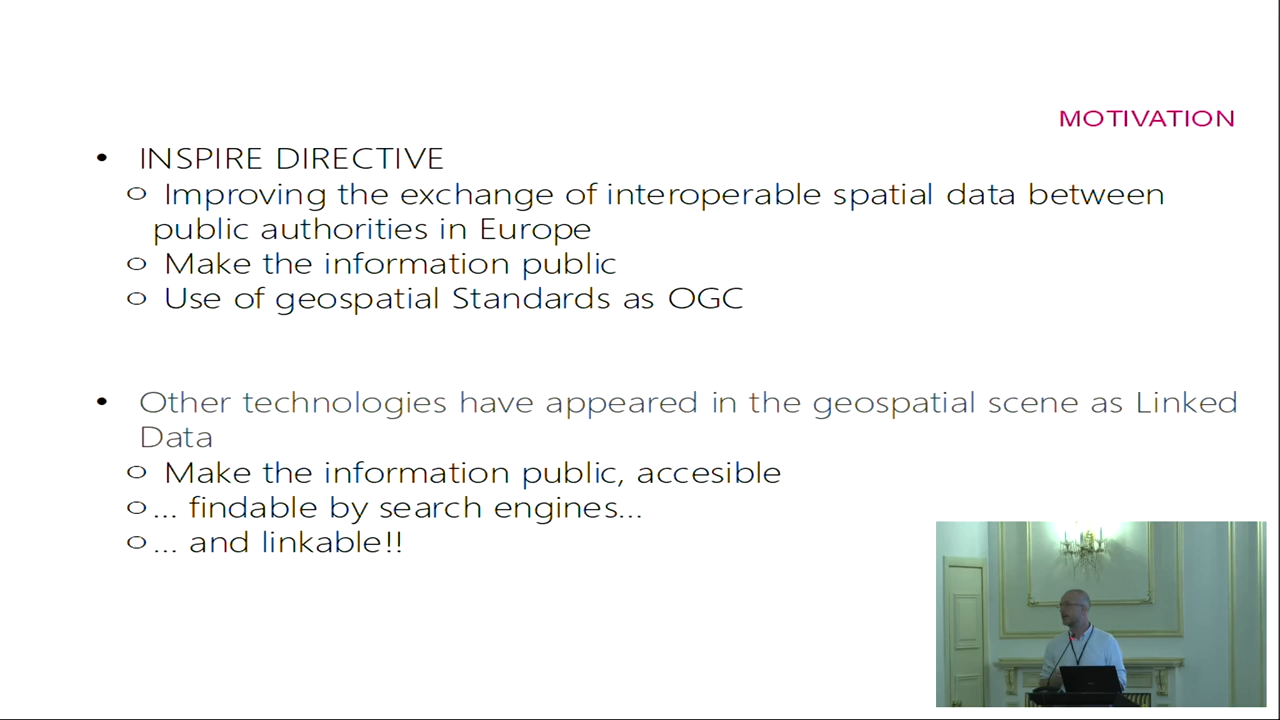 MOTIVATION
• INSPIRE DIRECTIVE
o Improving the exchange of interoperable spatial data between
public authorities in Europe
o Make the information public
o Use of geospatial Standards as OGC
• Other technologies have appeared in the geospatial scene as Linked
Data
o Make the information public, accesible
o ... findable by search engines...
o ... and linkable!!